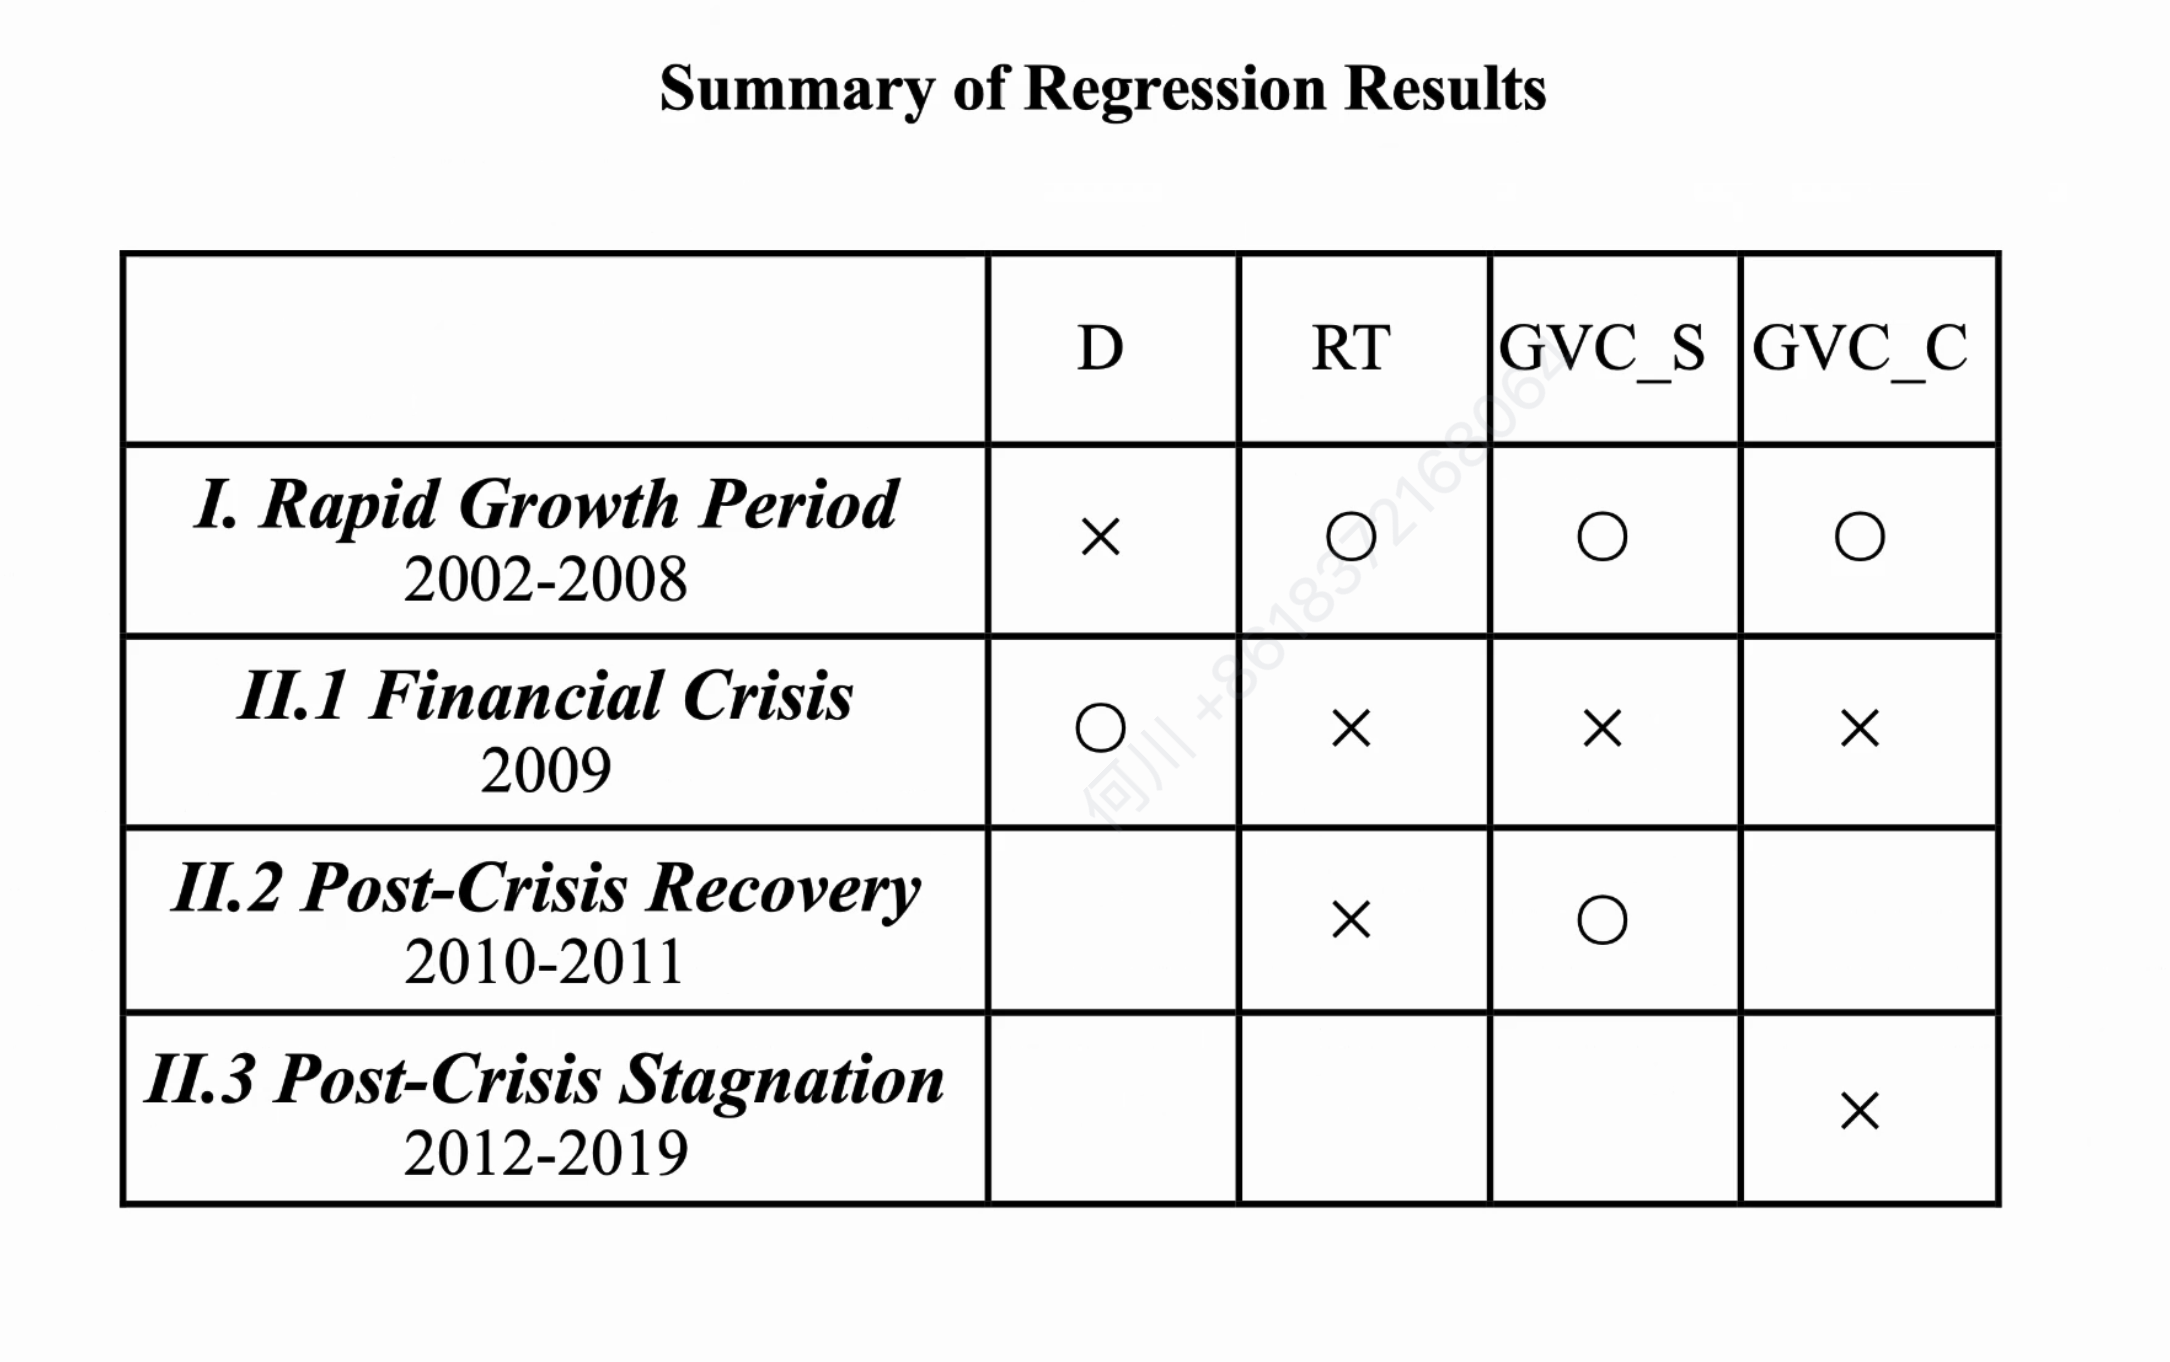 Summary of Regression Results
D RT GVC_S GVC_C
I. Rapid Growth Period
2002-2008
× ○ ○ ○
II.1 Financial Crisis
2009
○ × × ×
II.2 Post-Crisis Recovery
2010-2011
× ○
II.3 Post-Crisis Stagnation
2012-2019
×
何川 +8618372168064